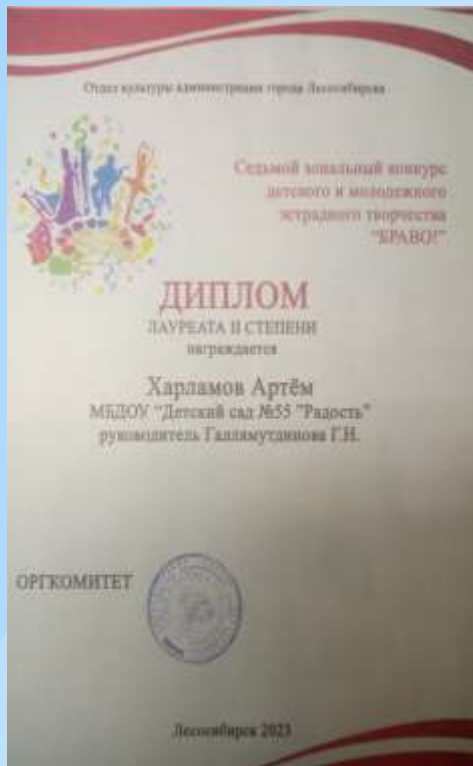 Отдел культуры администрации города Лесосибирска
Седьмой зональный конкурс
детского и молодежного
эстрадного творчества
"БРАВО!"
ДИПЛОМ
ЛАУРЕАТА II СТЕПЕНИ
награждается
Харламов Артём
МБДОУ "Детский сад №55 "Радость"
руководитель Галлямутдинова Г.Н.
ОРГКОМИТЕТ
Лесосибирск 2023